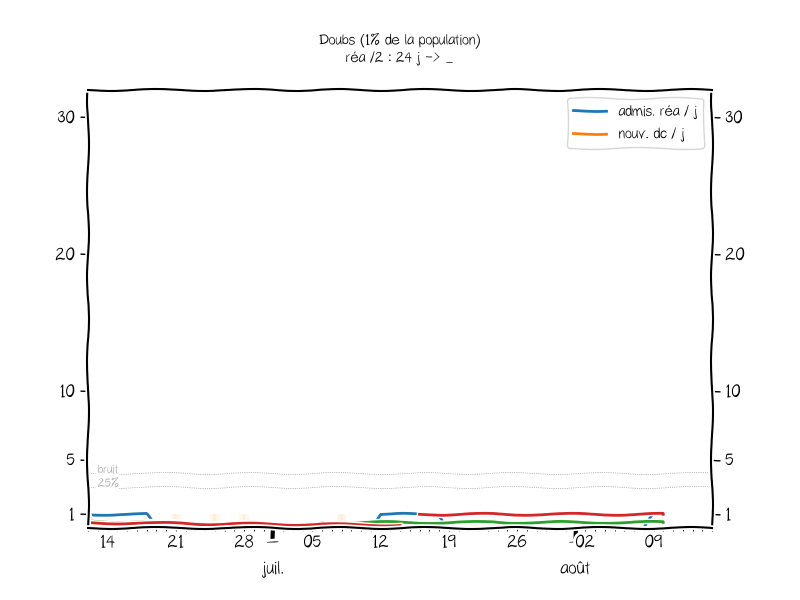 Doubs (1% de la population)
réa /2 : 24 j -> _
admis. réa / j
nouv. dc / j
30 30
20 20
10 10
5 5
bruit
25%
1 1
14 21 28 05 12 19 26 02 09
juil. août